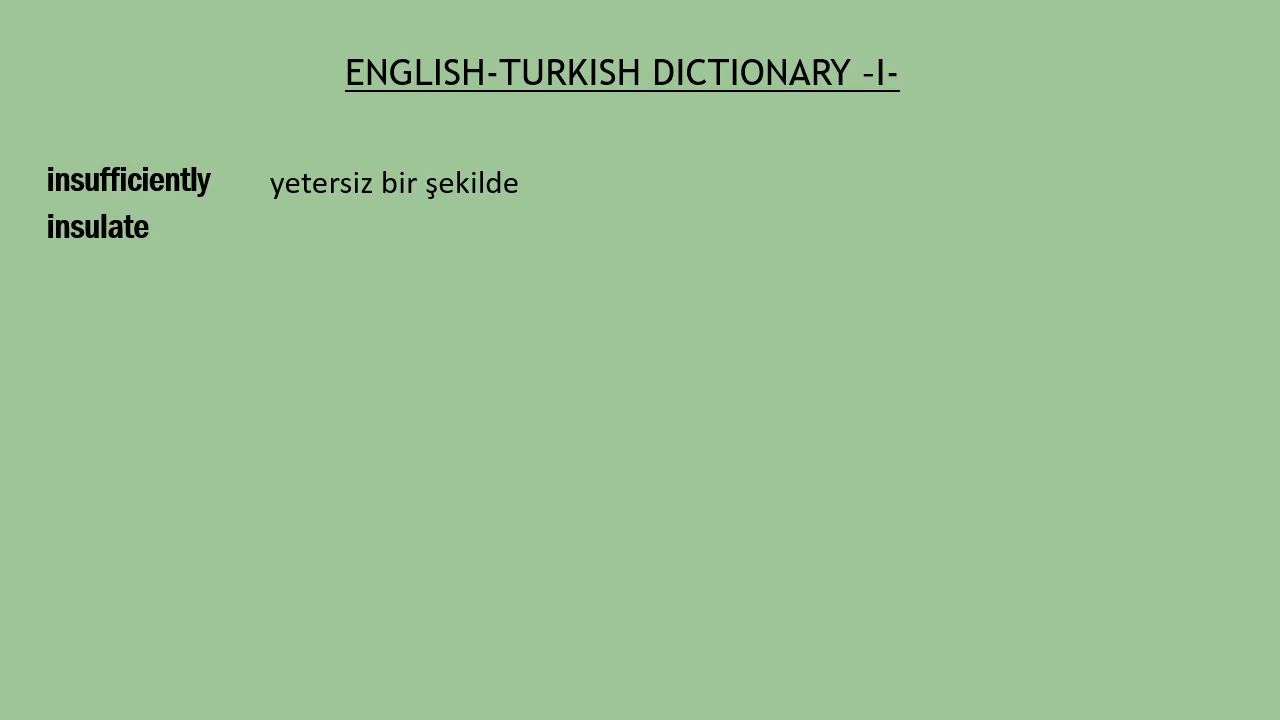 ENGLISH-TURKISH DICTIONARY –I-
insufficiently yetersiz bir şekilde
insulate